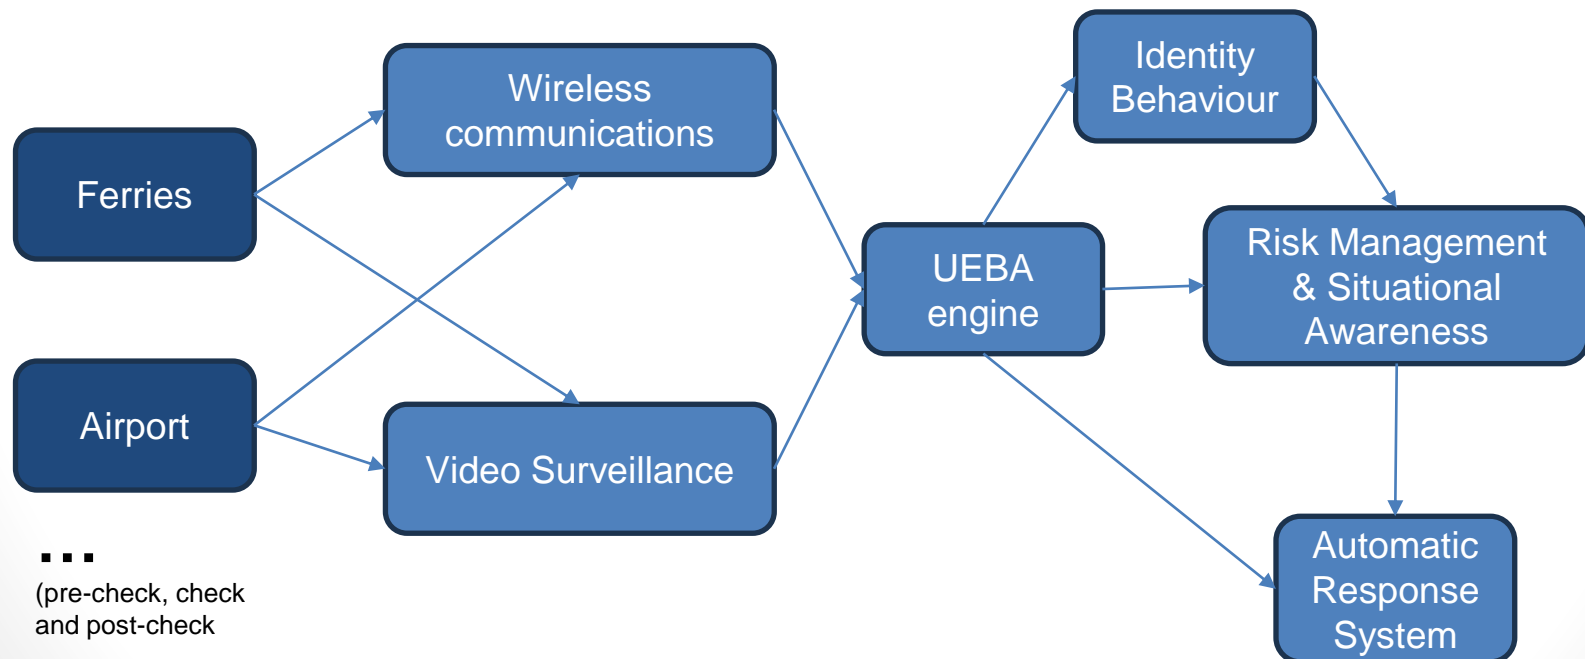 Ferries
Airport
...
(pre-check, check
and post-check
Wireless
communications
Video Surveillance
UEBA
engine
Identity
Behaviour
Risk Management
& Situational
Awareness
Automatic
Response
System